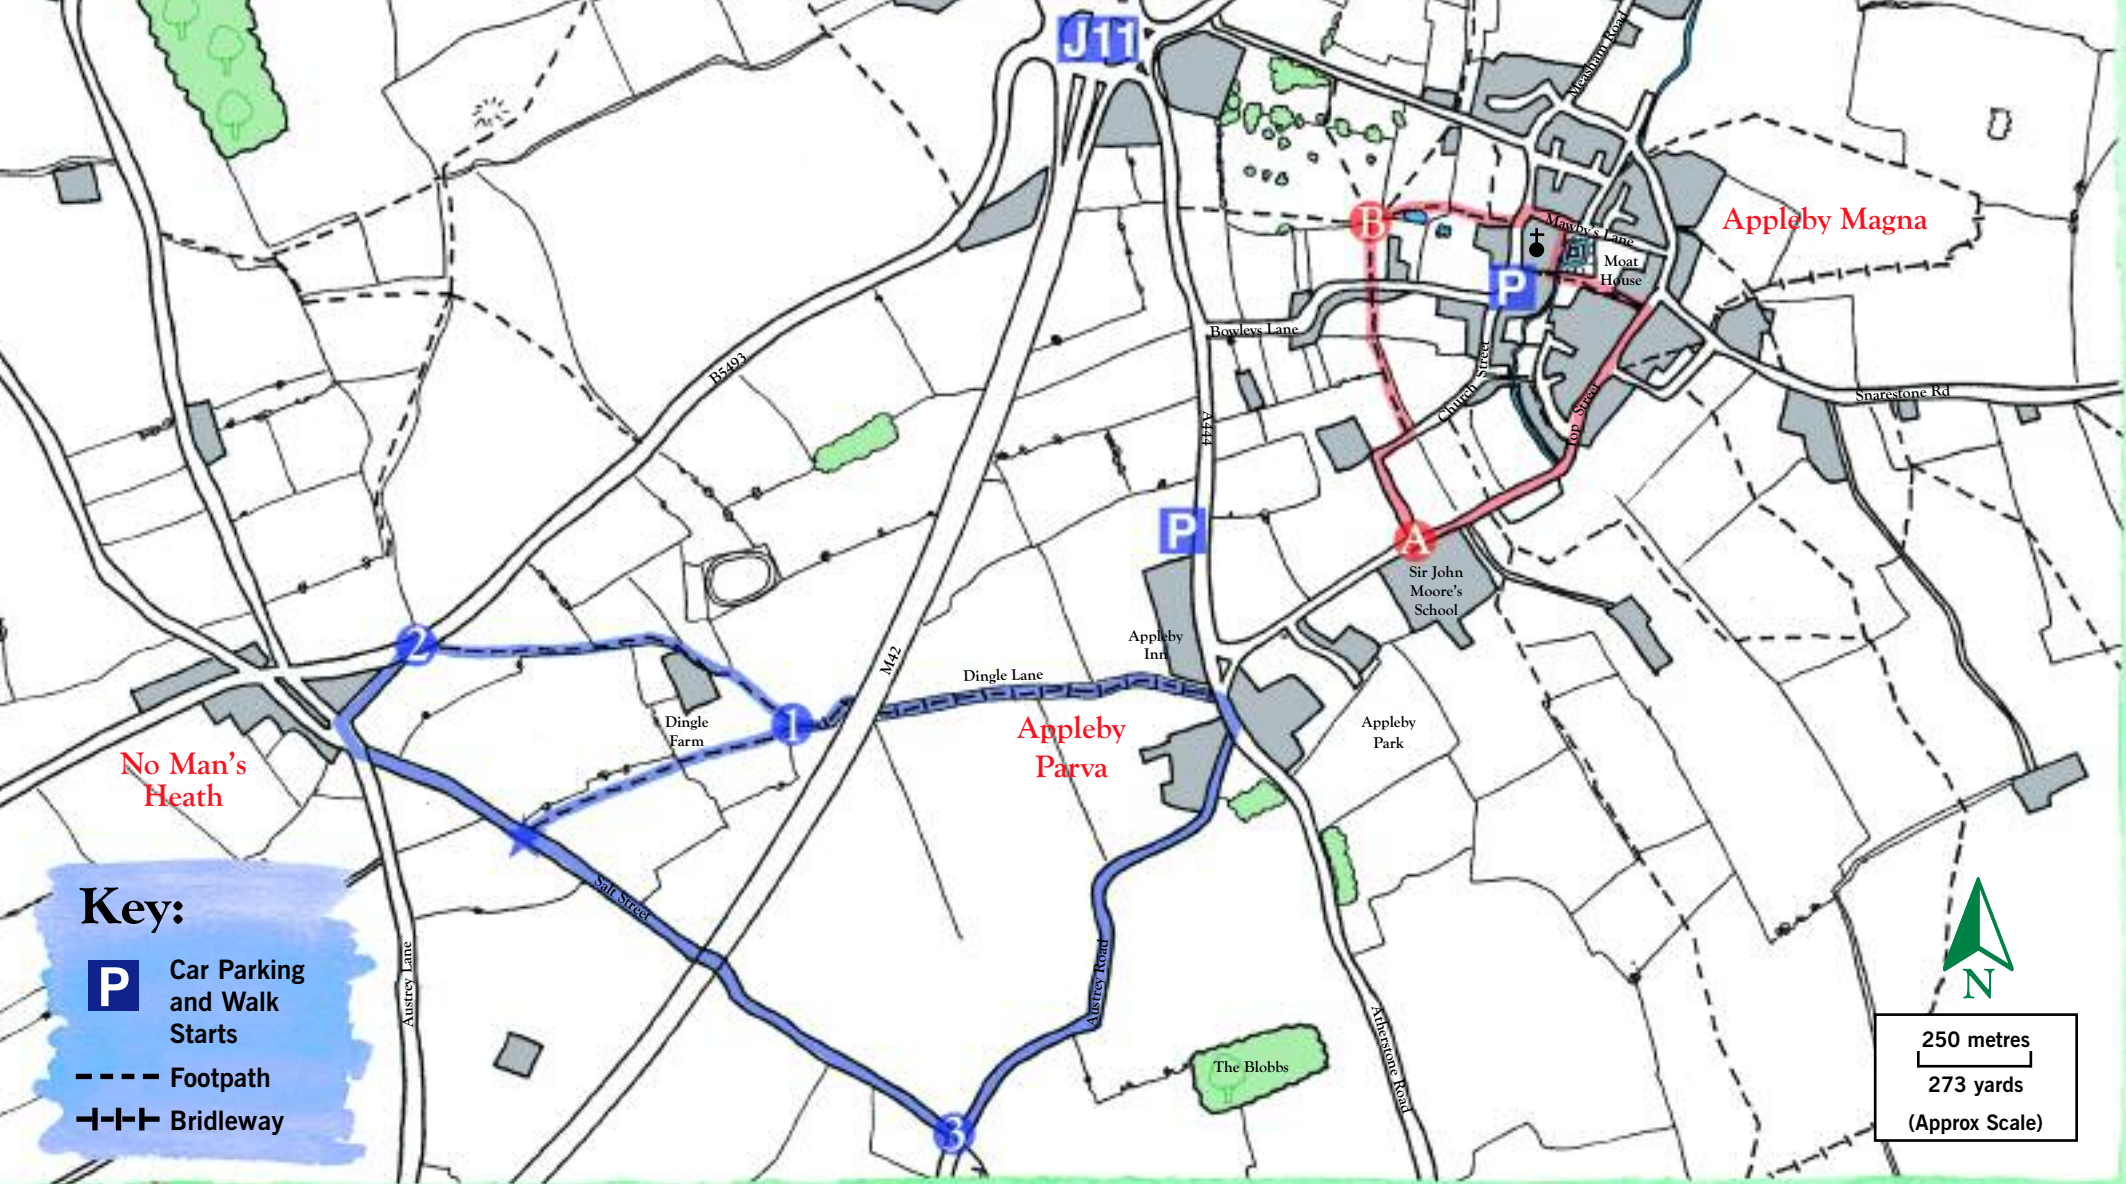 J11
Measham Road
B
Mawby's Lane
Appleby Magna
Moat
House
P
Bowleys Lane
B5493
Church Street
A444
Top Street
Snarestone Rd
P
A
Sir John
Moore's
School
2
Appleby
Inn
M42
Dingle Lane
1
Dingle
Farm
Appleby
Parva
Appleby
Park
No Man's
Heath
Salt Street
Austrey Lane
Austrey Road
Atherstone Road
The Blobbs
3
Key:
P
Car Parking
and Walk
Starts
Footpath
Bridleway
N
250 metres
273 yards
(Approx Scale)